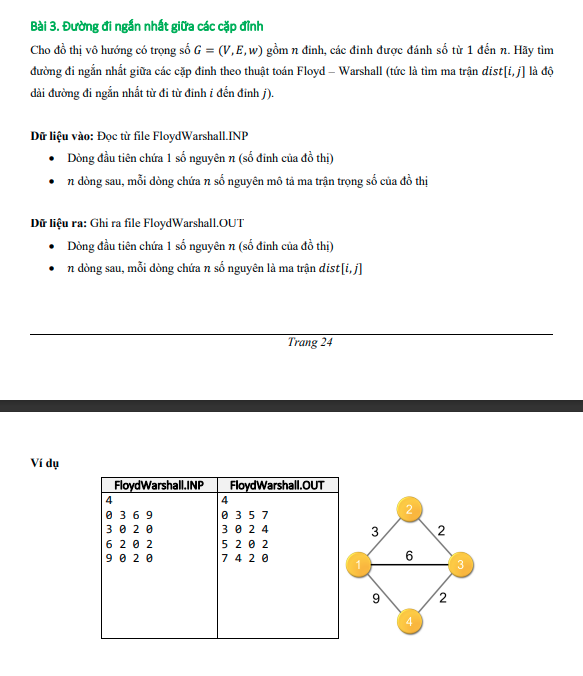 Bài 3. Đường đi ngắn nhất giữa các cặp đỉnh
Cho đồ thị vô hướng có trọng số G = (V, E, w) gồm n đỉnh, các đỉnh được đánh số từ 1 đến n. Hãy tìm
đường đi ngắn nhất giữa các cặp đỉnh theo thuật toán Floyd – Warshall (tức là tìm ma trận dist[i, j] là độ
dài đường đi ngắn nhất từ đi từ đỉnh i đến đỉnh j).
Dữ liệu vào: Đọc từ file FloydWarshall.INP
• Dòng đầu tiên chứa 1 số nguyên n (số đỉnh của đồ thị)
• n dòng sau, mỗi dòng chứa n số nguyên mô tả ma trận trọng số của đồ thị
Dữ liệu ra: Ghi ra file FloydWarshall.OUT
• Dòng đầu tiên chứa 1 số nguyên n (số đỉnh của đồ thị)
• n dòng sau, mỗi dòng chứa n số nguyên là ma trận dist[i, j]
Trang 24
Ví dụ
FloydWarshall.INP FloydWarshall.OUT
4 4
0 3 6 9 0 3 5 7
3 0 2 0 3 0 2 4
6 2 0 2 5 2 0 2
9 0 2 0 7 4 2 0
2
3 2
6
1 3
9 2
4